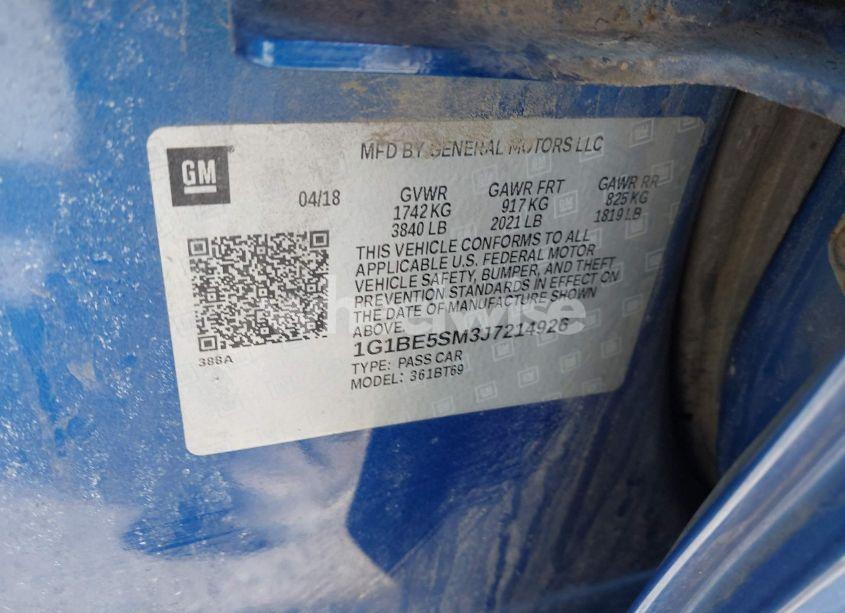 GM
MFD BY GENERAL MOTORS LLC
04/18
GVWR
1742 KG
3840 LB
GAWR FRT
917 KG
2021 LB
GAWR RR
825 KG
1819 LB
THIS VEHICLE CONFORMS TO ALL
APPLICABLE U.S. FEDERAL MOTOR
VEHICLE SAFETY, BUMPER, AND THEFT
PREVENTION STANDARDS IN EFFECT ON
THE DATE OF MANUFACTURE SHOWN
ABOVE.
388A
1G1BE5SM3J7214926
TYPE: PASS CAR
MODEL: 361BT69